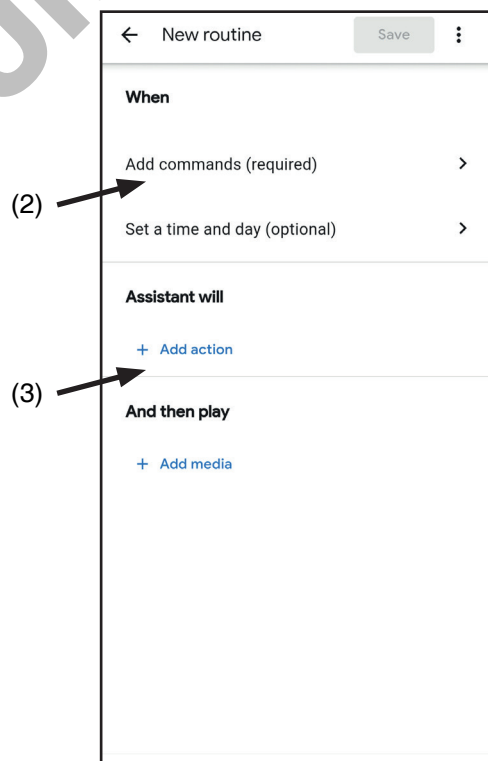 New routine
Save
When
Add commands (required)
(2)
Set a time and day (optional)
Assistant will
+ Add action
(3)
And then play
+ Add media